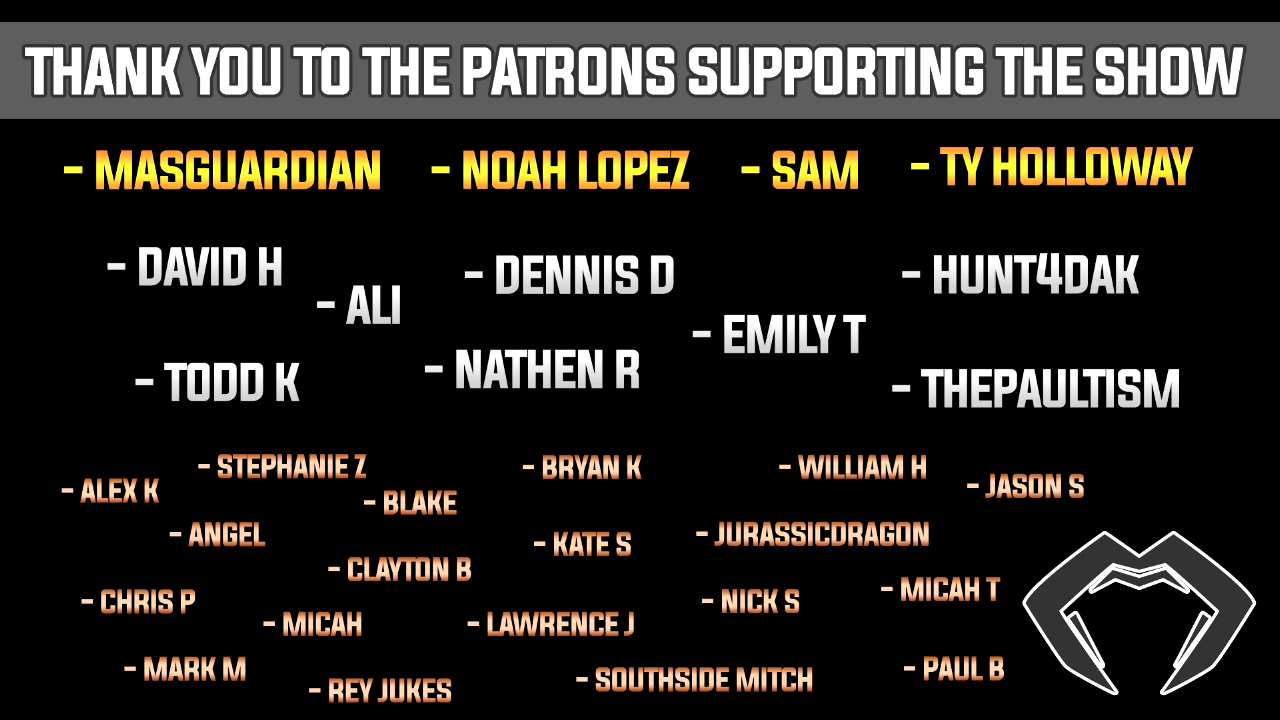 THANK YOU TO THE PATRONS SUPPORTING THE SHOW
- MASGUARDIAN - NOAH LOPEZ - SAM - TY HOLLOWAY
- DAVID H - DENNIS D - HUNT4DAK
- ALI - EMILY T
- TODD K - NATHEN R - THEPAULTISM
- STEPHANIE Z - BRYAN K - WILLIAM H
- ALEX K - BLAKE - JASON S
- ANGEL - KATE S - JURASSICDRAGON
- CLAYTON B - MICAH T
- CHRIS P - NICK S
- MICAH - LAWRENCE J
- MARK M - SOUTHSIDE MITCH - PAUL B
- REY JUKES